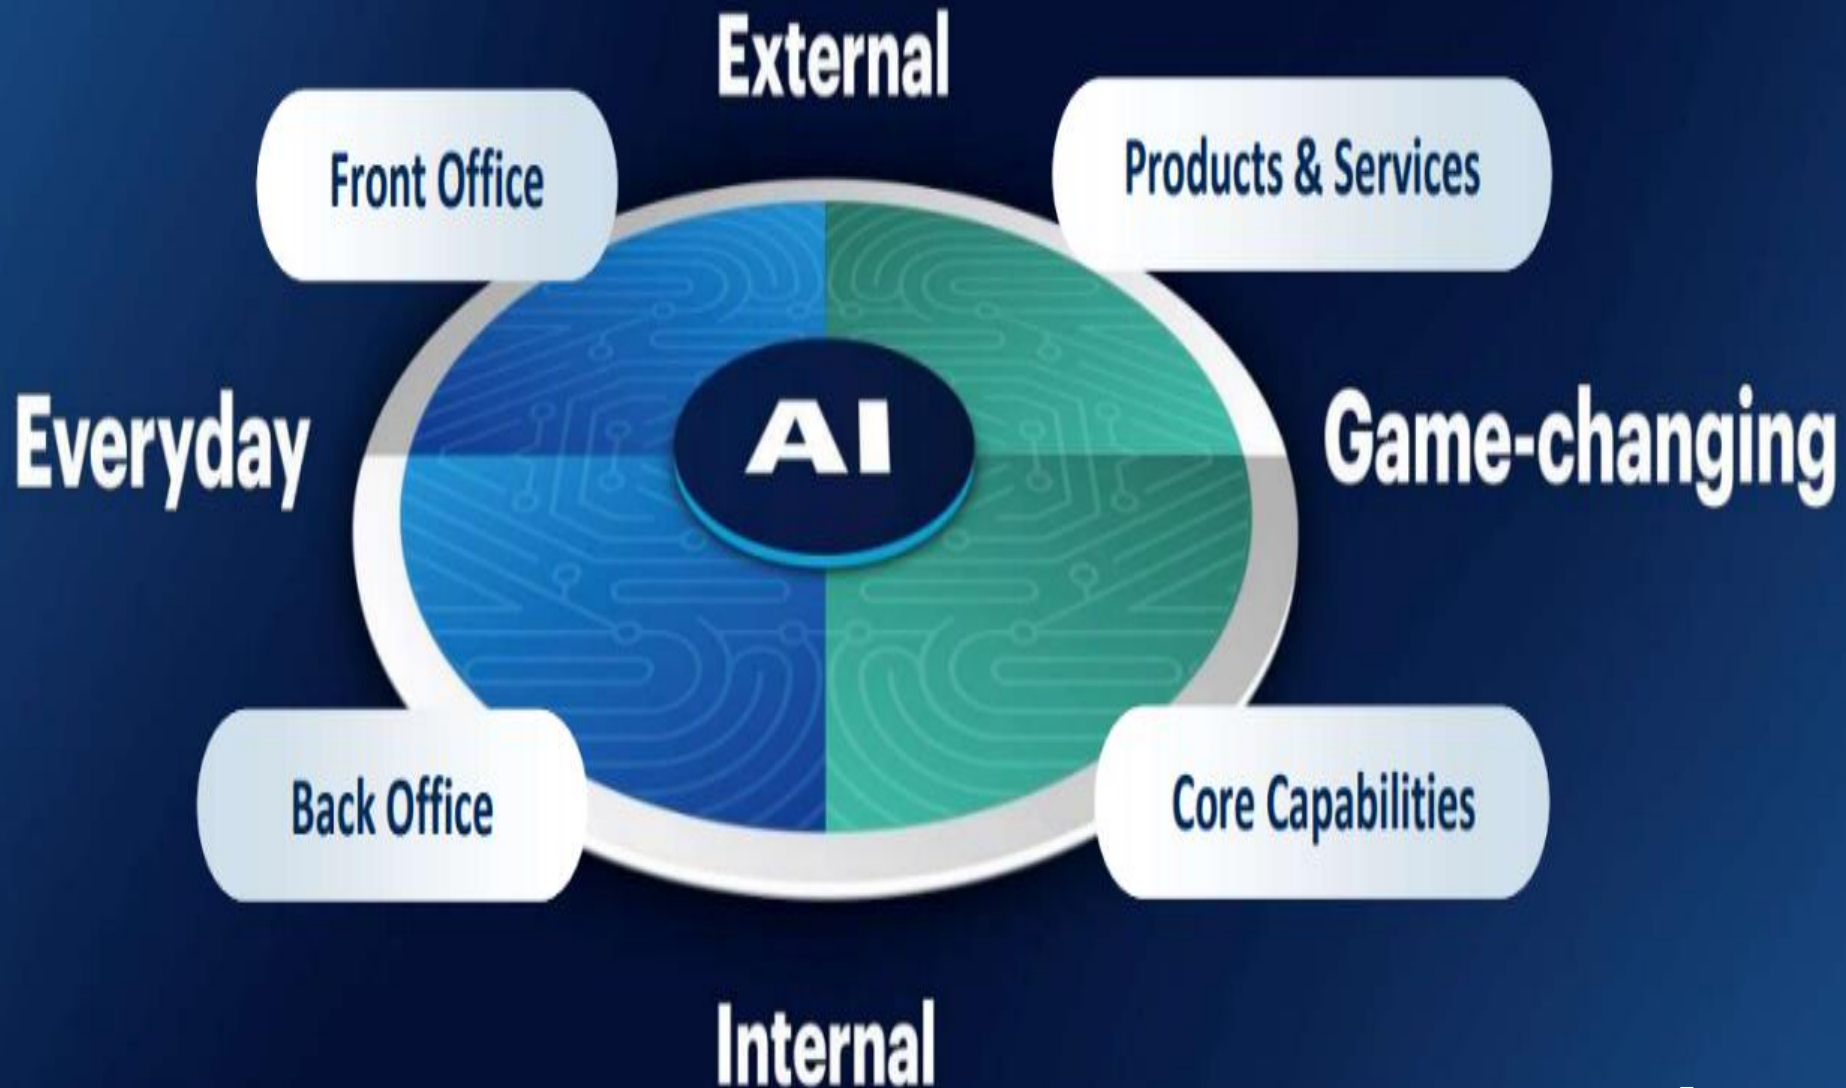 External
Front Office
Products & Services
Everyday
AI
Game-changing
Back Office
Core Capabilities
Internal